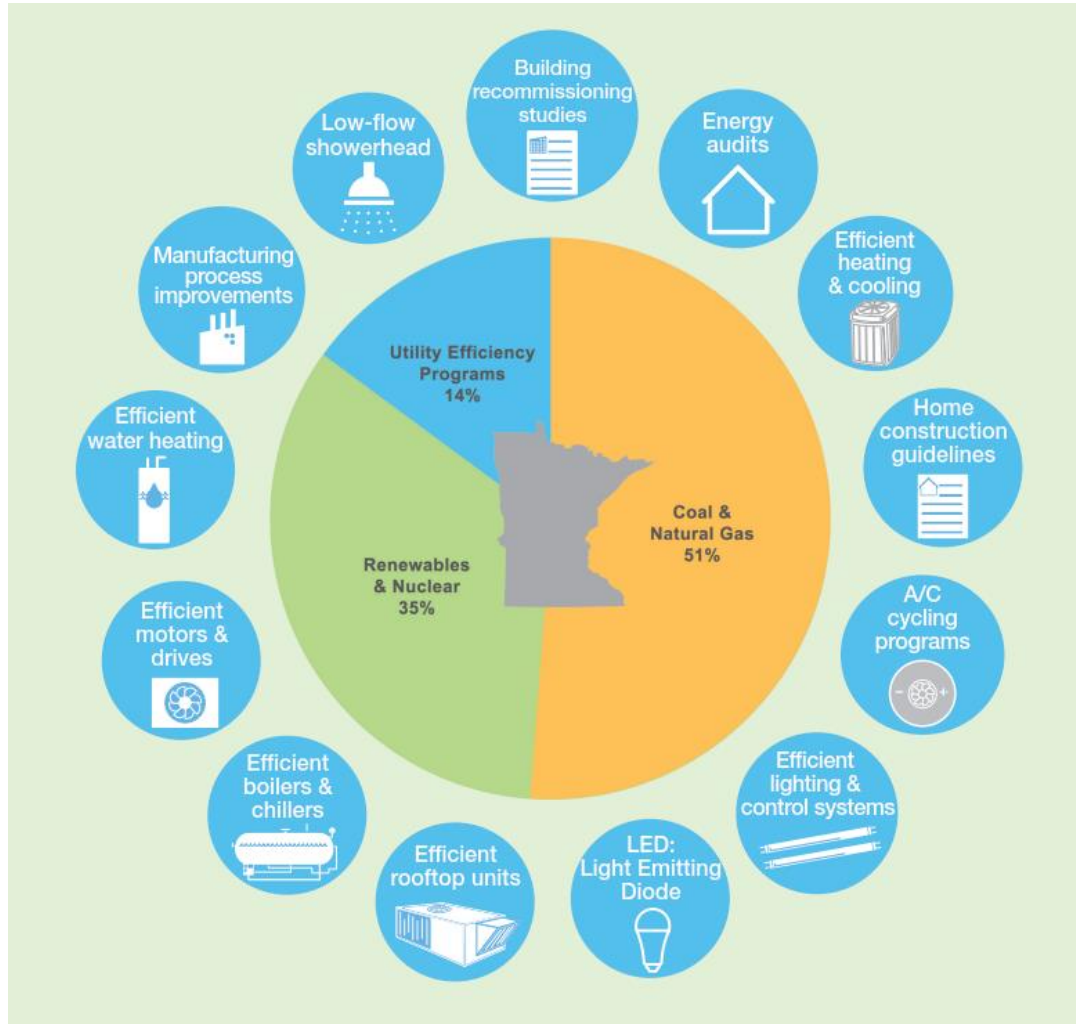 Building
recommissioning
studies
Energy
audits
Efficient
heating
& cooling
Home
construction
guidelines
A/C
cycling
programs
Efficient
lighting &
control systems
LED:
Light Emitting
Diode
Efficient
rooftop units
Efficient
boilers &
chillers
Efficient
motors &
drives
Efficient
water heating
Manufacturing
process
improvements
Low-flow
showerhead
Utility Efficiency
Programs
14%
Coal &
Natural Gas
51%
Renewables
& Nuclear
35%